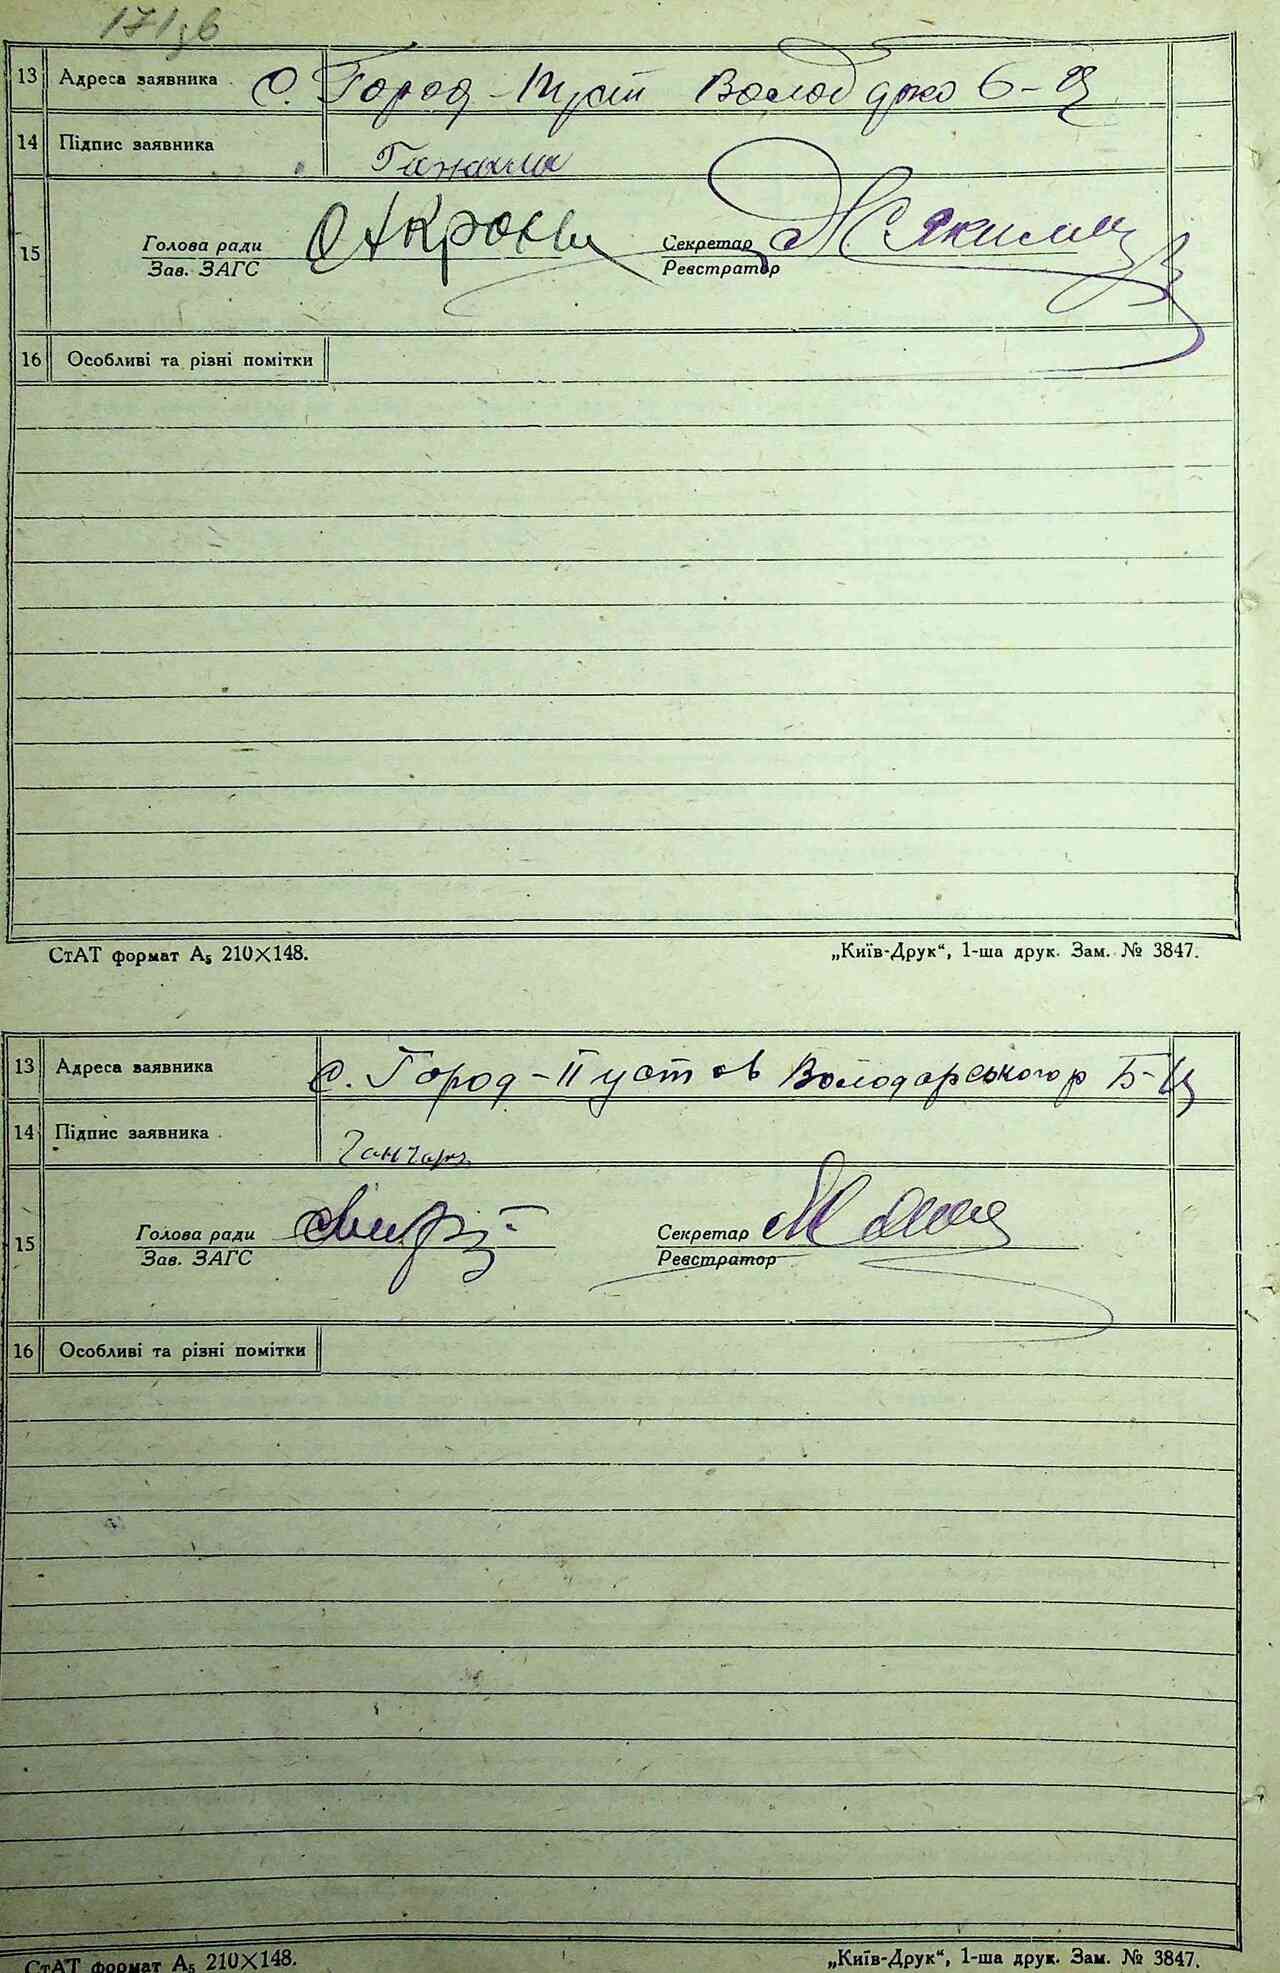 171зв
13 Адреса заявника с. Город-Пуст Волод Б-Ц
14 Підпис заявника
15 Голова ради Секретар
Зав. ЗАГС Реєстратор
16 Особливі та різні помітки
СтАТ формат А₅ 210×148. „Київ-Друк“, 1-ша друк. Зам. № 3847.
13 Адреса заявника с. Город-Пустов Володарського р Б-Ц
14 Підпис заявника Ганчар
15 Голова ради Секретар
Зав. ЗАГС Реєстратор
16 Особливі та різні помітки
СтАТ формат А₅ 210×148. „Київ-Друк“, 1-ша друк. Зам. № 3847.